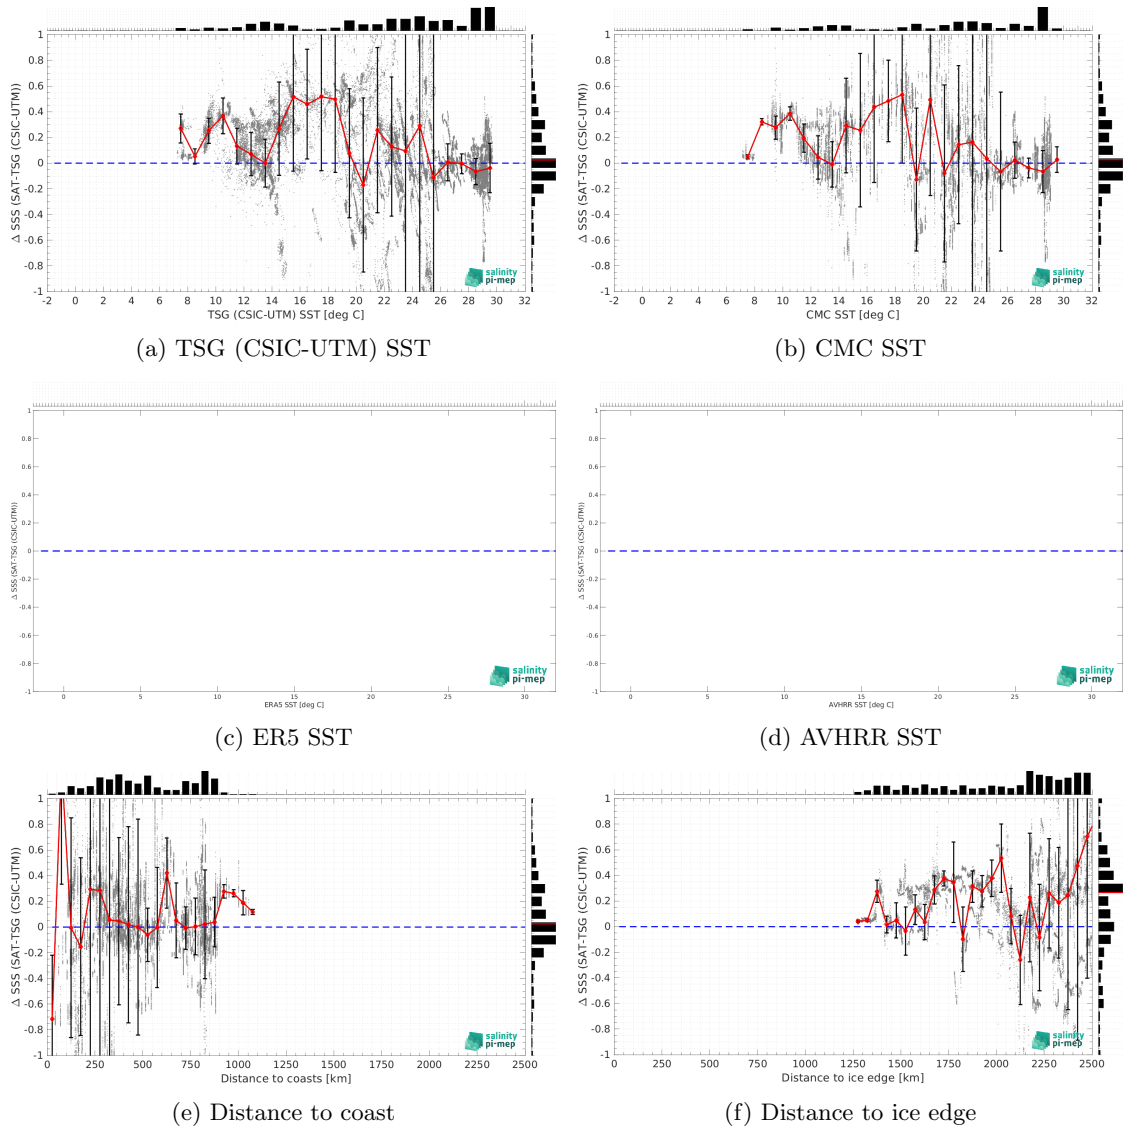 Δ SSS (SAT-TSG (CSIC-UTM))
1
0.8
0.6
0.4
0.2
0
-0.2
-0.4
-0.6
-0.8
-1
salinity
pi-mep
-2 0 2 4 6 8 10 12 14 16 18 20 22 24 26 28 30 32
TSG (CSIC-UTM) SST [deg C]
(a) TSG (CSIC-UTM) SST
Δ SSS (SAT-TSG (CSIC-UTM))
1
0.8
0.6
0.4
0.2
0
-0.2
-0.4
-0.6
-0.8
-1
salinity
pi-mep
-2 0 2 4 6 8 10 12 14 16 18 20 22 24 26 28 30 32
CMC SST [deg C]
(b) CMC SST
Δ SSS (SAT-TSG (CSIC-UTM))
1
0.8
0.6
0.4
0.2
0
-0.2
-0.4
-0.6
-0.8
-1
salinity
pi-mep
0 5 10 15 20 25 30
ERA5 SST [deg C]
(c) ER5 SST
Δ SSS (SAT-TSG (CSIC-UTM))
1
0.8
0.6
0.4
0.2
0
-0.2
-0.4
-0.6
-0.8
-1
salinity
pi-mep
0 5 10 15 20 25 30
AVHRR SST [deg C]
(d) AVHRR SST
Δ SSS (SAT-TSG (CSIC-UTM))
1
0.8
0.6
0.4
0.2
0
-0.2
-0.4
-0.6
-0.8
-1
salinity
pi-mep
0 250 500 750 1000 1250 1500 1750 2000 2250 2500
Distance to coasts [km]
(e) Distance to coast
Δ SSS (SAT-TSG (CSIC-UTM))
1
0.8
0.6
0.4
0.2
0
-0.2
-0.4
-0.6
-0.8
-1
salinity
pi-mep
0 250 500 750 1000 1250 1500 1750 2000 2250 2500
Distance to ice edge [km]
(f) Distance to ice edge